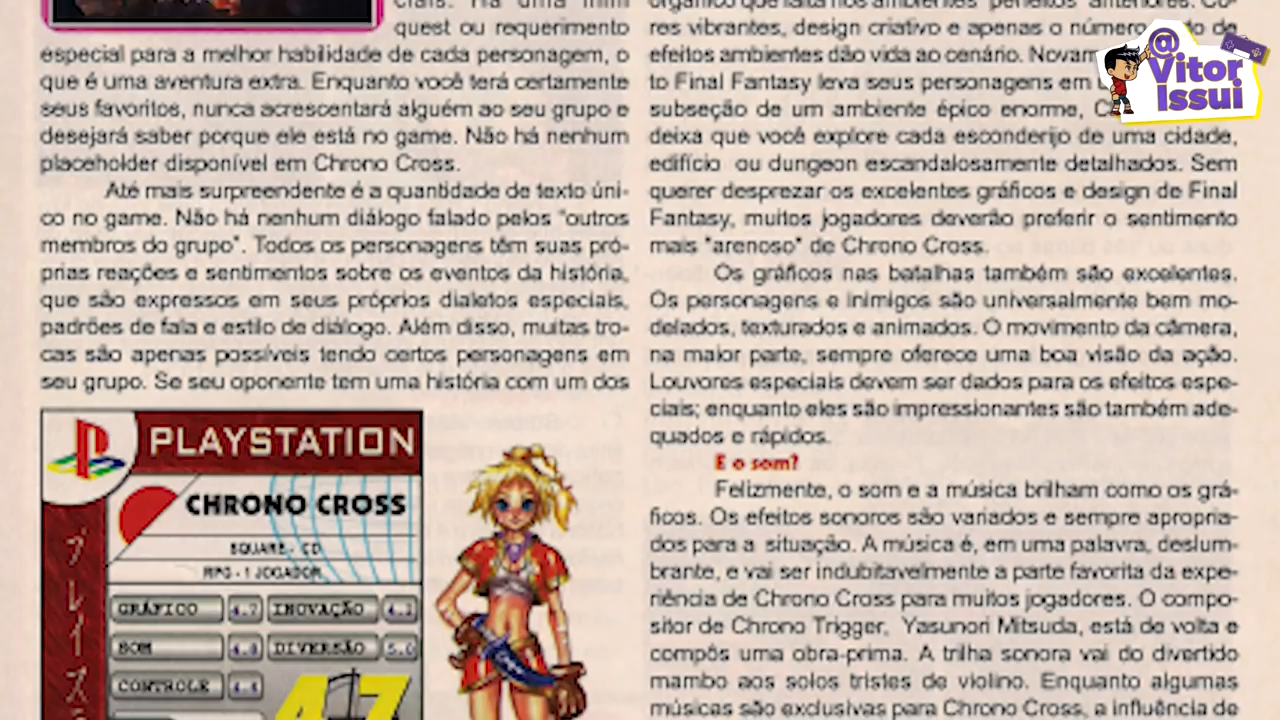 quest ou requerimento
especial para a melhor habilidade de cada personagem, o
que é uma aventura extra. Enquanto você terá certamente
seus favoritos, nunca acrescentará alguém ao seu grupo e
desejará saber porque ele está no game. Não há nenhum
placeholder disponível em Chrono Cross.
Até mais surpreendente é a quantidade de texto úni-
co no game. Não há nenhum diálogo falado pelos "outros
membros do grupo". Todos os personagens têm suas pró-
prias reações e sentimentos sobre os eventos da história,
que são expressos em seus próprios dialetos especiais,
padrões de fala e estilo de diálogo. Além disso, muitas tro-
cas são apenas possíveis tendo certos personagens em
seu grupo. Se seu oponente tem uma história com um dos
PLAYSTATION
CHRONO CROSS
SQUARE - CD
RPG - 1 JOGADOR
プレイス
GRÁFICO 4.7 INOVAÇÃO
SOM 4.8 DIVERSÃO 5.0
CONTROLE
4.7
res vibrantes, design criativo e apenas o número de
efeitos ambientes dão vida ao cenário.
to Final Fantasy leva seus personagens em
subseção de um ambiente épico enorme,
deixa que você explore cada esconderijo de uma cidade,
edifício ou dungeon escandalosamente detalhados. Sem
querer desprezar os excelentes gráficos e design de Final
Fantasy, muitos jogadores deverão preferir o sentimento
mais "arenoso" de Chrono Cross.
Os gráficos nas batalhas também são excelentes.
Os personagens e inimigos são universalmente bem mo-
delados, texturados e animados. O movimento da câmera,
na maior parte, sempre oferece uma boa visão da ação.
Louvores especiais devem ser dados para os efeitos espe-
ciais; enquanto eles são impressionantes são também ade-
quados e rápidos.
E o som?
Felizmente, o som e a música brilham como os grá-
ficos. Os efeitos sonoros são variados e sempre apropria-
dos para a situação. A música é, em uma palavra, deslum-
brante, e vai ser indubitavelmente a parte favorita da expe-
riência de Chrono Cross para muitos jogadores. O compo-
sitor de Chrono Trigger, Yasunori Mitsuda, está de volta e
compôs uma obra-prima. A trilha sonora vai do divertido
mambo aos solos tristes de violino. Enquanto algumas
músicas são exclusivas para Chrono Cross, a influência de
@
Vitor
Issui